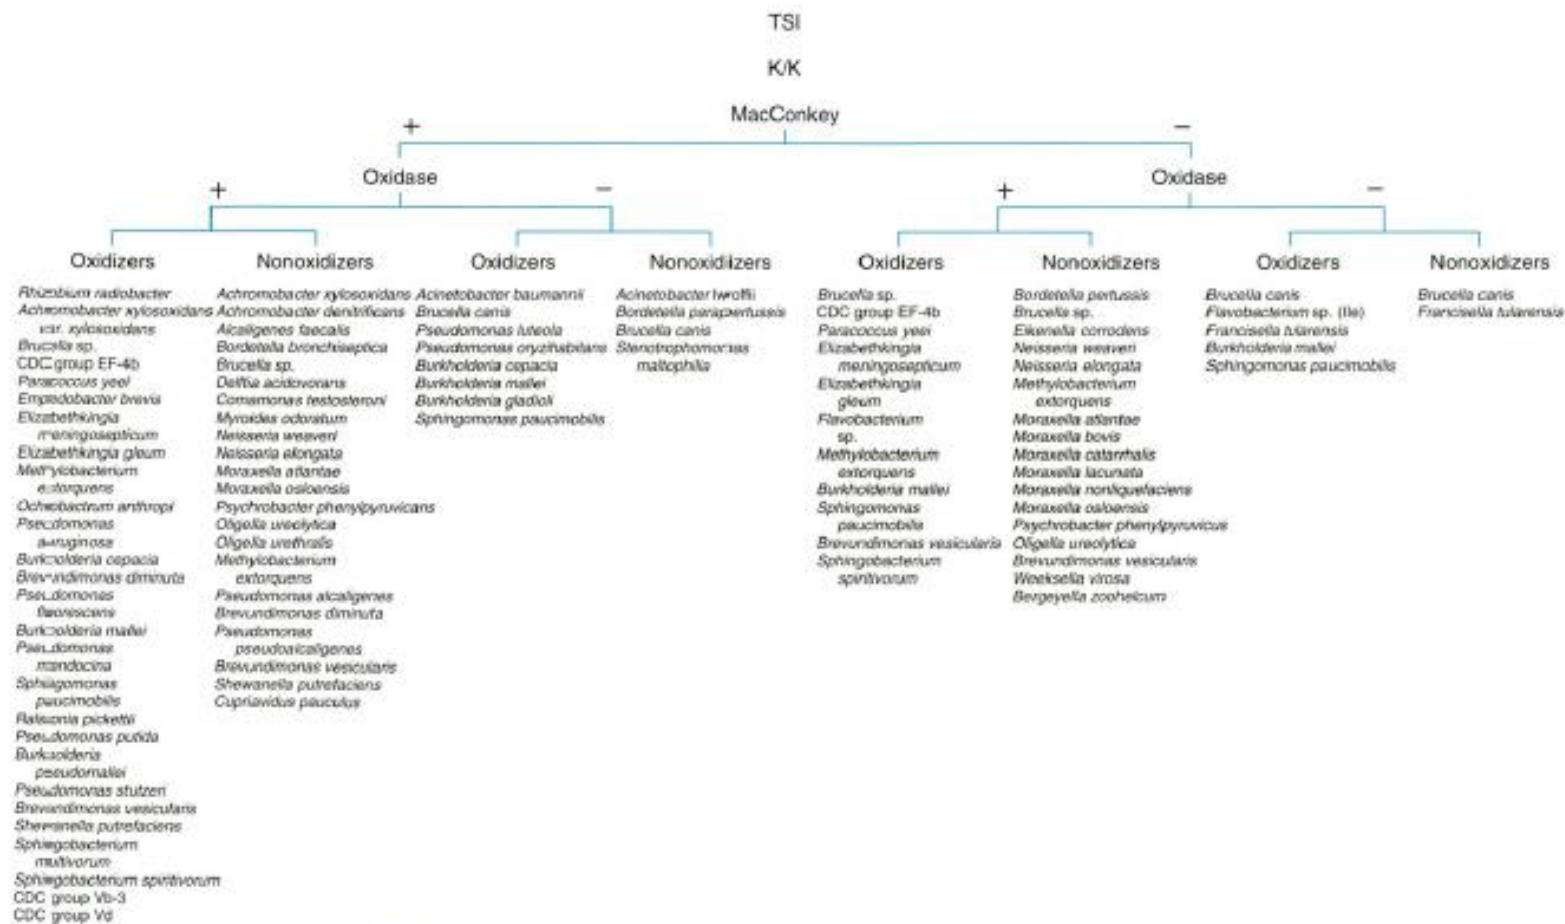 TSI
K/K
MacConkey
+
−
Oxidase
Oxidase
+
−
+
−
Oxidizers
Nonoxidizers
Oxidizers
Nonoxidizers
Oxidizers
Nonoxidizers
Oxidizers
Nonoxidizers
Rhizobium radiobacter
Achromobacter xylosoxidans
var. xylosoxidans
Brucella sp.
CDC group EF-4b
Paracoccus yeei
Empedobacter brevis
Elizabethkingia
meningosepticum
Elizabethkingia gleum
Methylobacterium
extorquens
Ochrobactrum anthropi
Pseudomonas
aeruginosa
Burkholderia cepacia
Brevundimonas diminuta
Pseudomonas
fluorescens
Burkholderia mallei
Pseudomonas
mendocina
Sphingomonas
paucimobilis
Ralstonia pickettii
Pseudomonas putida
Burkholderia
pseudomallei
Pseudomonas stutzeri
Brevundimonas vesicularis
Shewanella putrefaciens
Sphingobacterium
multivorum
Sphingobacterium spiritivorum
CDC group Vb-3
CDC group Vd
Achromobacter xylosoxidans
Achromobacter denitrificans
Alcaligenes faecalis
Bordetella bronchiseptica
Brucella sp.
Delftia acidovorans
Comamonas testosteroni
Myroides odoratum
Neisseria weaveri
Neisseria elongata
Moraxella atlantae
Moraxella osloensis
Psychrobacter phenylpyruvicans
Oligella ureolytica
Oligella urethralis
Methylobacterium
extorquens
Pseudomonas alcaligenes
Brevundimonas diminuta
Pseudomonas
pseudoalcaligenes
Brevundimonas vesicularis
Shewanella putrefaciens
Cupriavidus pauculus
Acinetobacter baumannii
Brucella canis
Pseudomonas luteola
Pseudomonas oryzihabitans
Burkholderia cepacia
Burkholderia mallei
Burkholderia gladioli
Sphingomonas paucimobilis
Acinetobacter lwoffii
Bordetella parapertussis
Brucella canis
Stenotrophomonas
maltophilia
Brucella sp.
CDC group EF-4b
Paracoccus yeei
Elizabethkingia
meningosepticum
Elizabethkingia
gleum
Flavobacterium
sp.
Methylobacterium
extorquens
Burkholderia mallei
Sphingomonas
paucimobilis
Brevundimonas vesicularis
Sphingobacterium
spiritivorum
Bordetella pertussis
Brucella sp.
Eikenella corrodens
Neisseria weaveri
Neisseria elongata
Methylobacterium
extorquens
Moraxella atlantae
Moraxella bovis
Moraxella catarrhalis
Moraxella lacunata
Moraxella nonliquefaciens
Moraxella osloensis
Psychrobacter phenylpyruvicus
Oligella ureolytica
Brevundimonas vesicularis
Weeksella virosa
Bergeyella zoohelcum
Brucella canis
Flavobacterium sp. (IIe)
Francisella tularensis
Burkholderia mallei
Sphingomonas paucimobilis
Brucella canis
Francisella tularensis